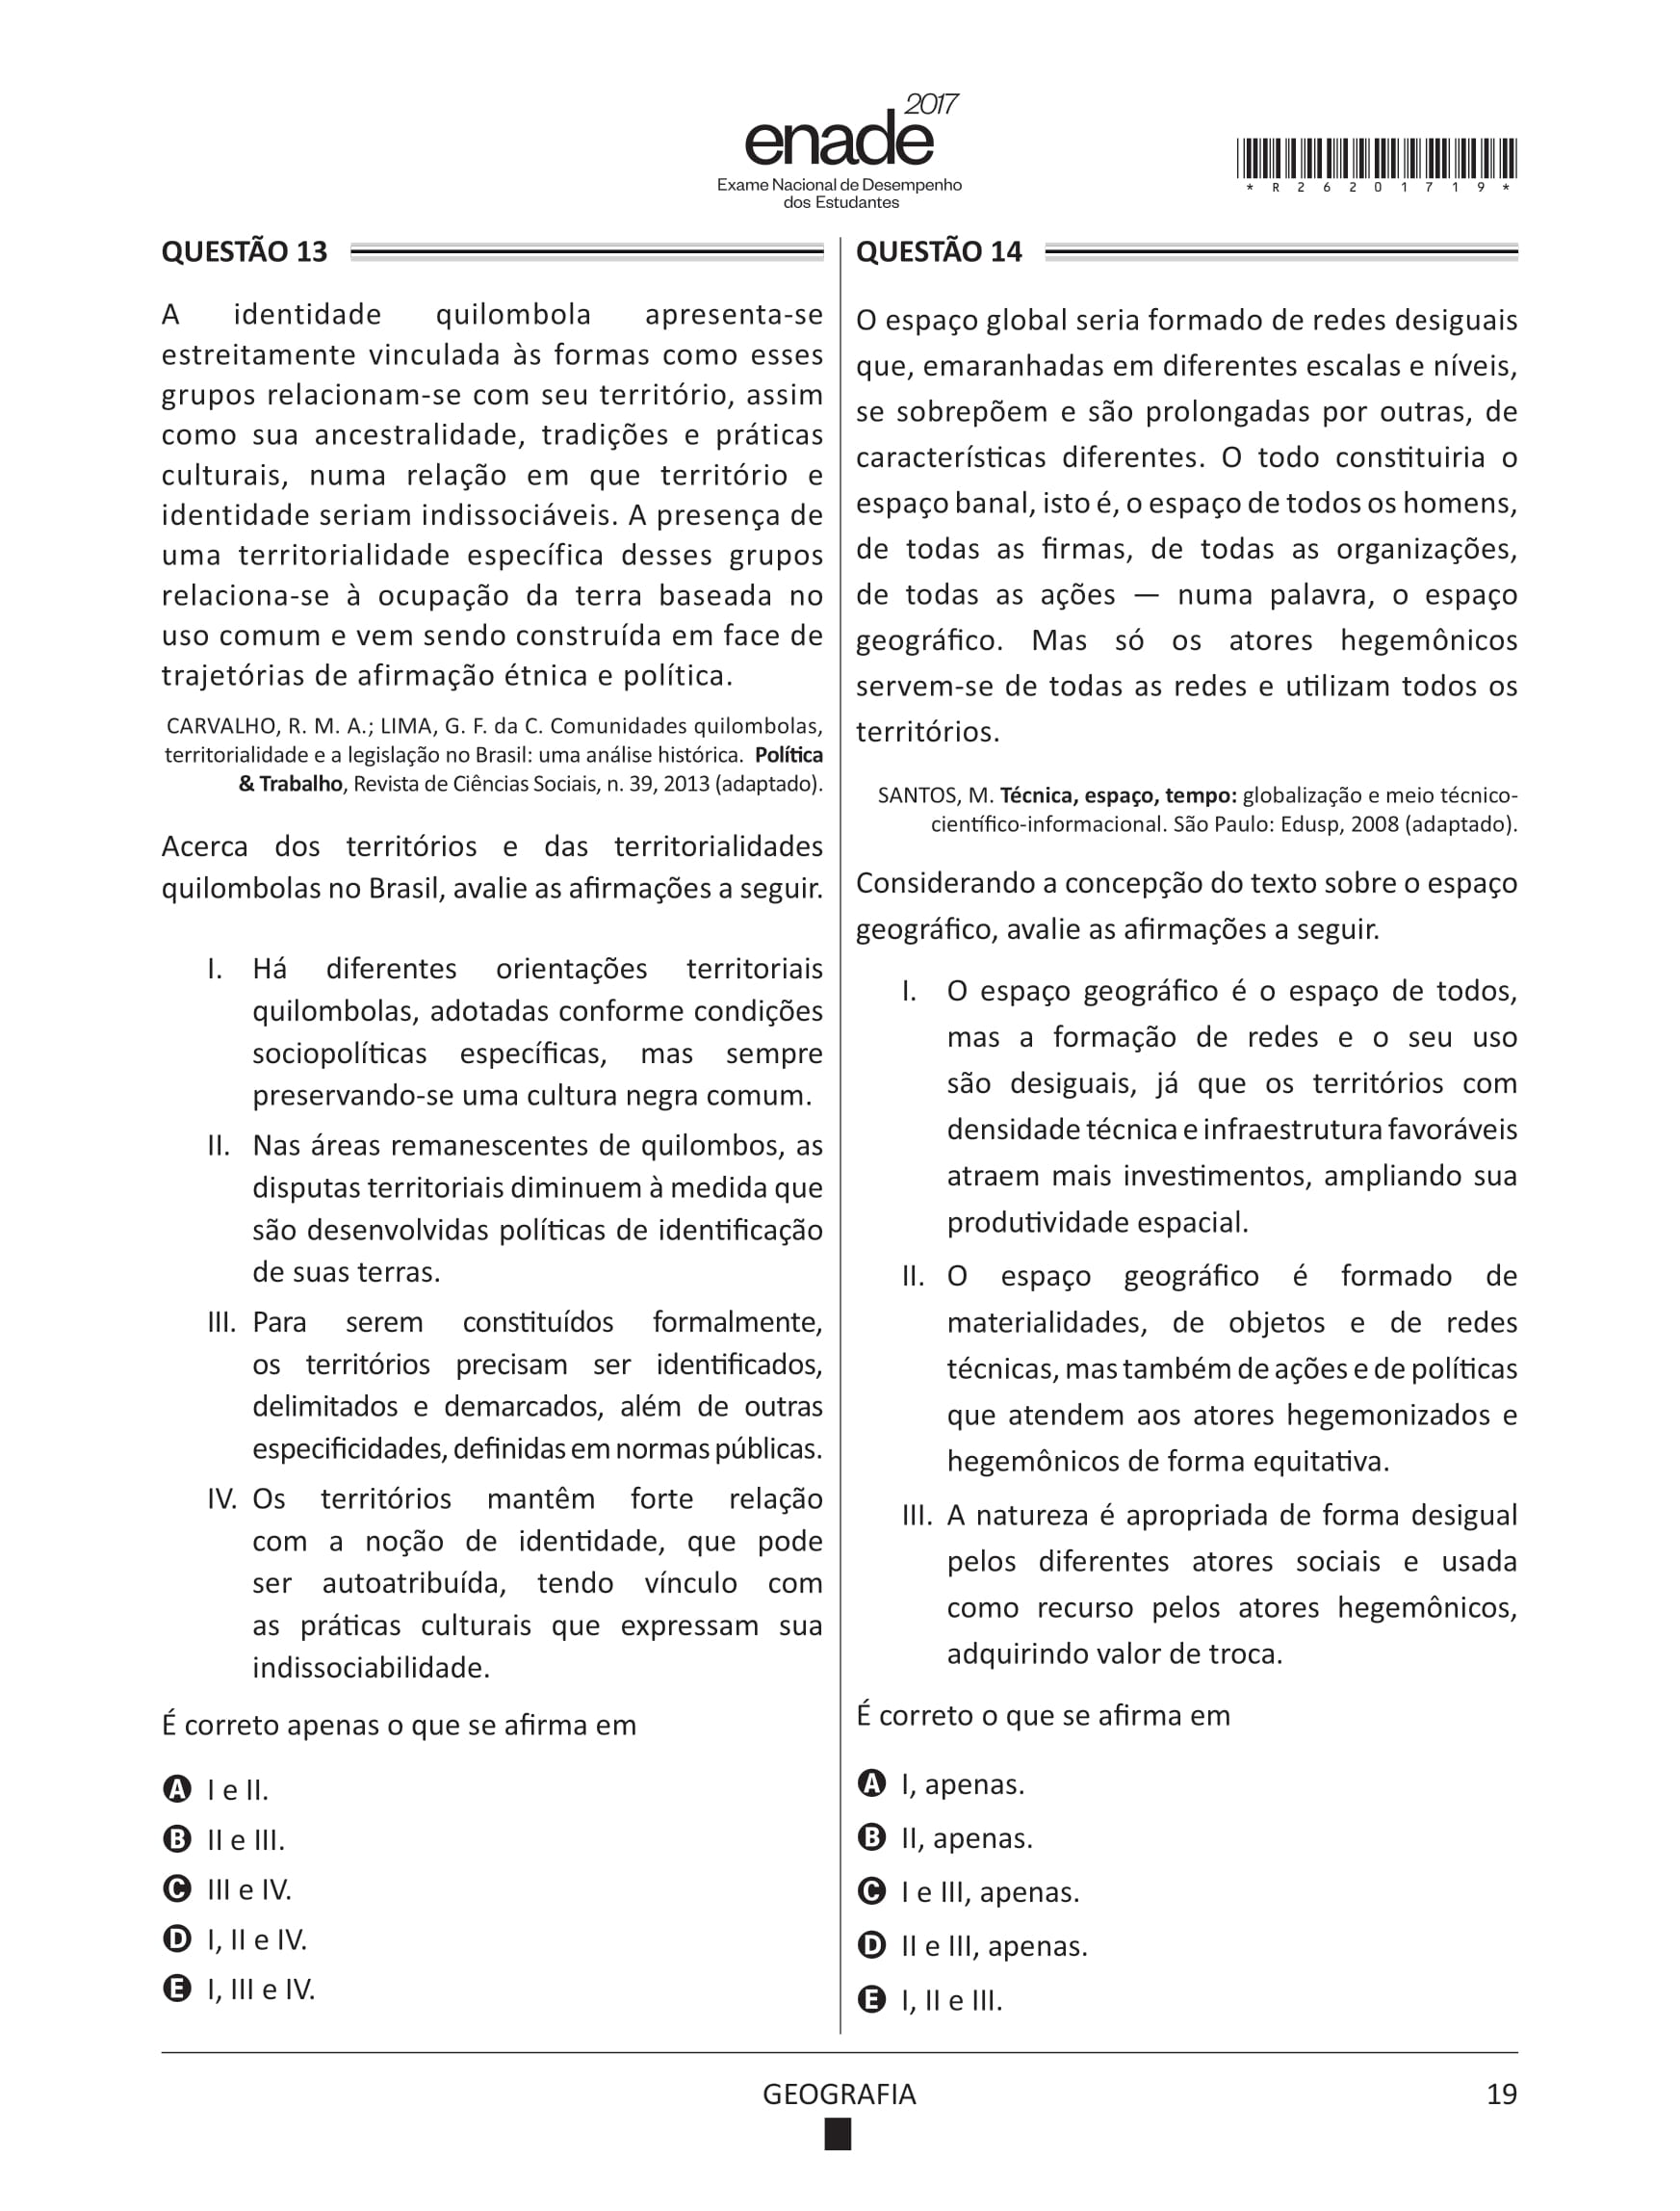 enade 2017
Exame Nacional de Desempenho
dos Estudantes
*R26201719*
QUESTÃO 13
A identidade quilombola apresenta-se
estreitamente vinculada às formas como esses
grupos relacionam-se com seu território, assim
como sua ancestralidade, tradições e práticas
culturais, numa relação em que território e
identidade seriam indissociáveis. A presença de
uma territorialidade específica desses grupos
relaciona-se à ocupação da terra baseada no
uso comum e vem sendo construída em face de
trajetórias de afirmação étnica e política.
CARVALHO, R. M. A.; LIMA, G. F. da C. Comunidades quilombolas,
territorialidade e a legislação no Brasil: uma análise histórica. Política
& Trabalho, Revista de Ciências Sociais, n. 39, 2013 (adaptado).
Acerca dos territórios e das territorialidades
quilombolas no Brasil, avalie as afirmações a seguir.
I. Há diferentes orientações territoriais
quilombolas, adotadas conforme condições
sociopolíticas específicas, mas sempre
preservando-se uma cultura negra comum.
II. Nas áreas remanescentes de quilombos, as
disputas territoriais diminuem à medida que
são desenvolvidas políticas de identificação
de suas terras.
III. Para serem constituídos formalmente,
os territórios precisam ser identificados,
delimitados e demarcados, além de outras
especificidades, definidas em normas públicas.
IV. Os territórios mantêm forte relação
com a noção de identidade, que pode
ser autoatribuída, tendo vínculo com
as práticas culturais que expressam sua
indissociabilidade.
É correto apenas o que se afirma em
A I e II.
B II e III.
C III e IV.
D I, II e IV.
E I, III e IV.
QUESTÃO 14
O espaço global seria formado de redes desiguais
que, emaranhadas em diferentes escalas e níveis,
se sobrepõem e são prolongadas por outras, de
características diferentes. O todo constituiria o
espaço banal, isto é, o espaço de todos os homens,
de todas as firmas, de todas as organizações,
de todas as ações — numa palavra, o espaço
geográfico. Mas só os atores hegemônicos
servem-se de todas as redes e utilizam todos os
territórios.
SANTOS, M. Técnica, espaço, tempo: globalização e meio técnico-
científico-informacional. São Paulo: Edusp, 2008 (adaptado).
Considerando a concepção do texto sobre o espaço
geográfico, avalie as afirmações a seguir.
I. O espaço geográfico é o espaço de todos,
mas a formação de redes e o seu uso
são desiguais, já que os territórios com
densidade técnica e infraestrutura favoráveis
atraem mais investimentos, ampliando sua
produtividade espacial.
II. O espaço geográfico é formado de
materialidades, de objetos e de redes
técnicas, mas também de ações e de políticas
que atendem aos atores hegemonizados e
hegemônicos de forma equitativa.
III. A natureza é apropriada de forma desigual
pelos diferentes atores sociais e usada
como recurso pelos atores hegemônicos,
adquirindo valor de troca.
É correto o que se afirma em
A I, apenas.
B II, apenas.
C I e III, apenas.
D II e III, apenas.
E I, II e III.
GEOGRAFIA
19